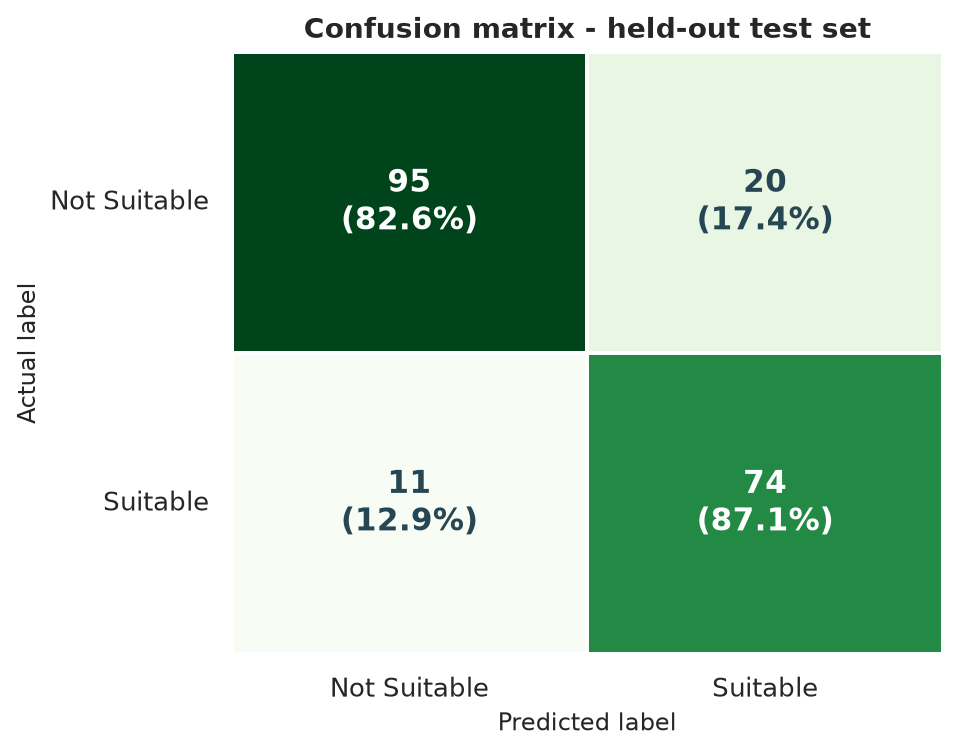 Confusion matrix - held-out test set
Not Suitable
95
(82.6%)
20
(17.4%)
Actual label
Suitable
11
(12.9%)
74
(87.1%)
Not Suitable
Suitable
Predicted label